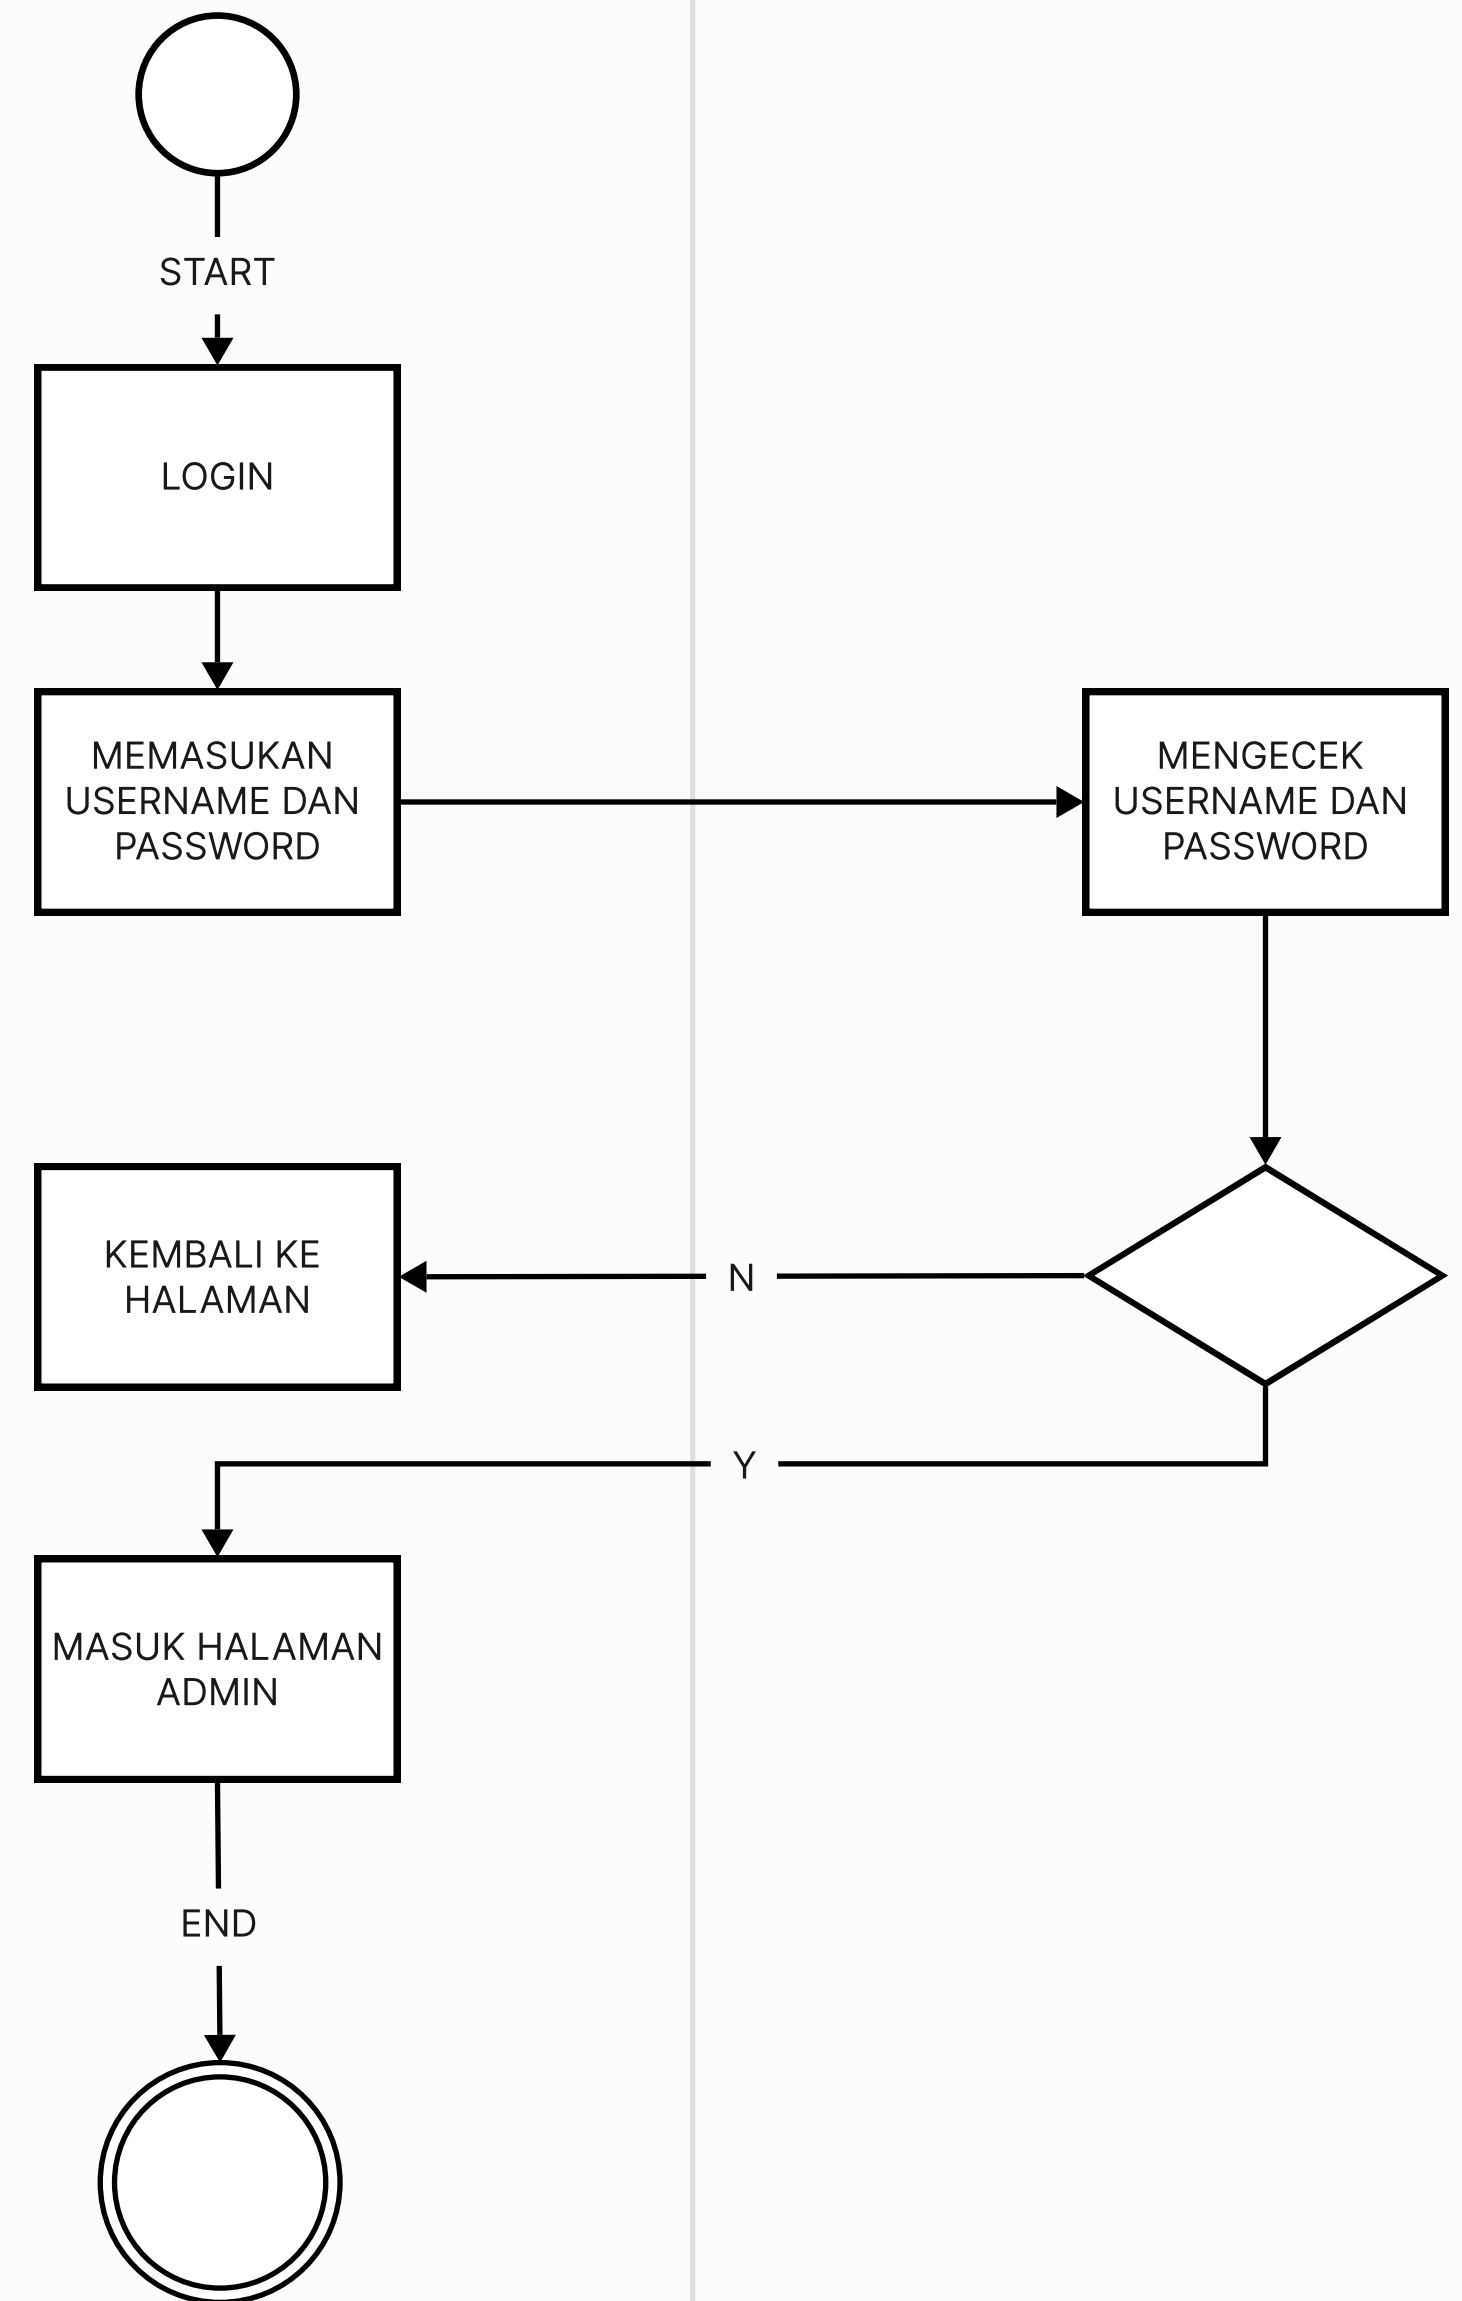 START
LOGIN
MEMASUKAN
USERNAME DAN
PASSWORD
MENGECEK
USERNAME DAN
PASSWORD
KEMBALI KE
HALAMAN
N
Y
MASUK HALAMAN
ADMIN
END